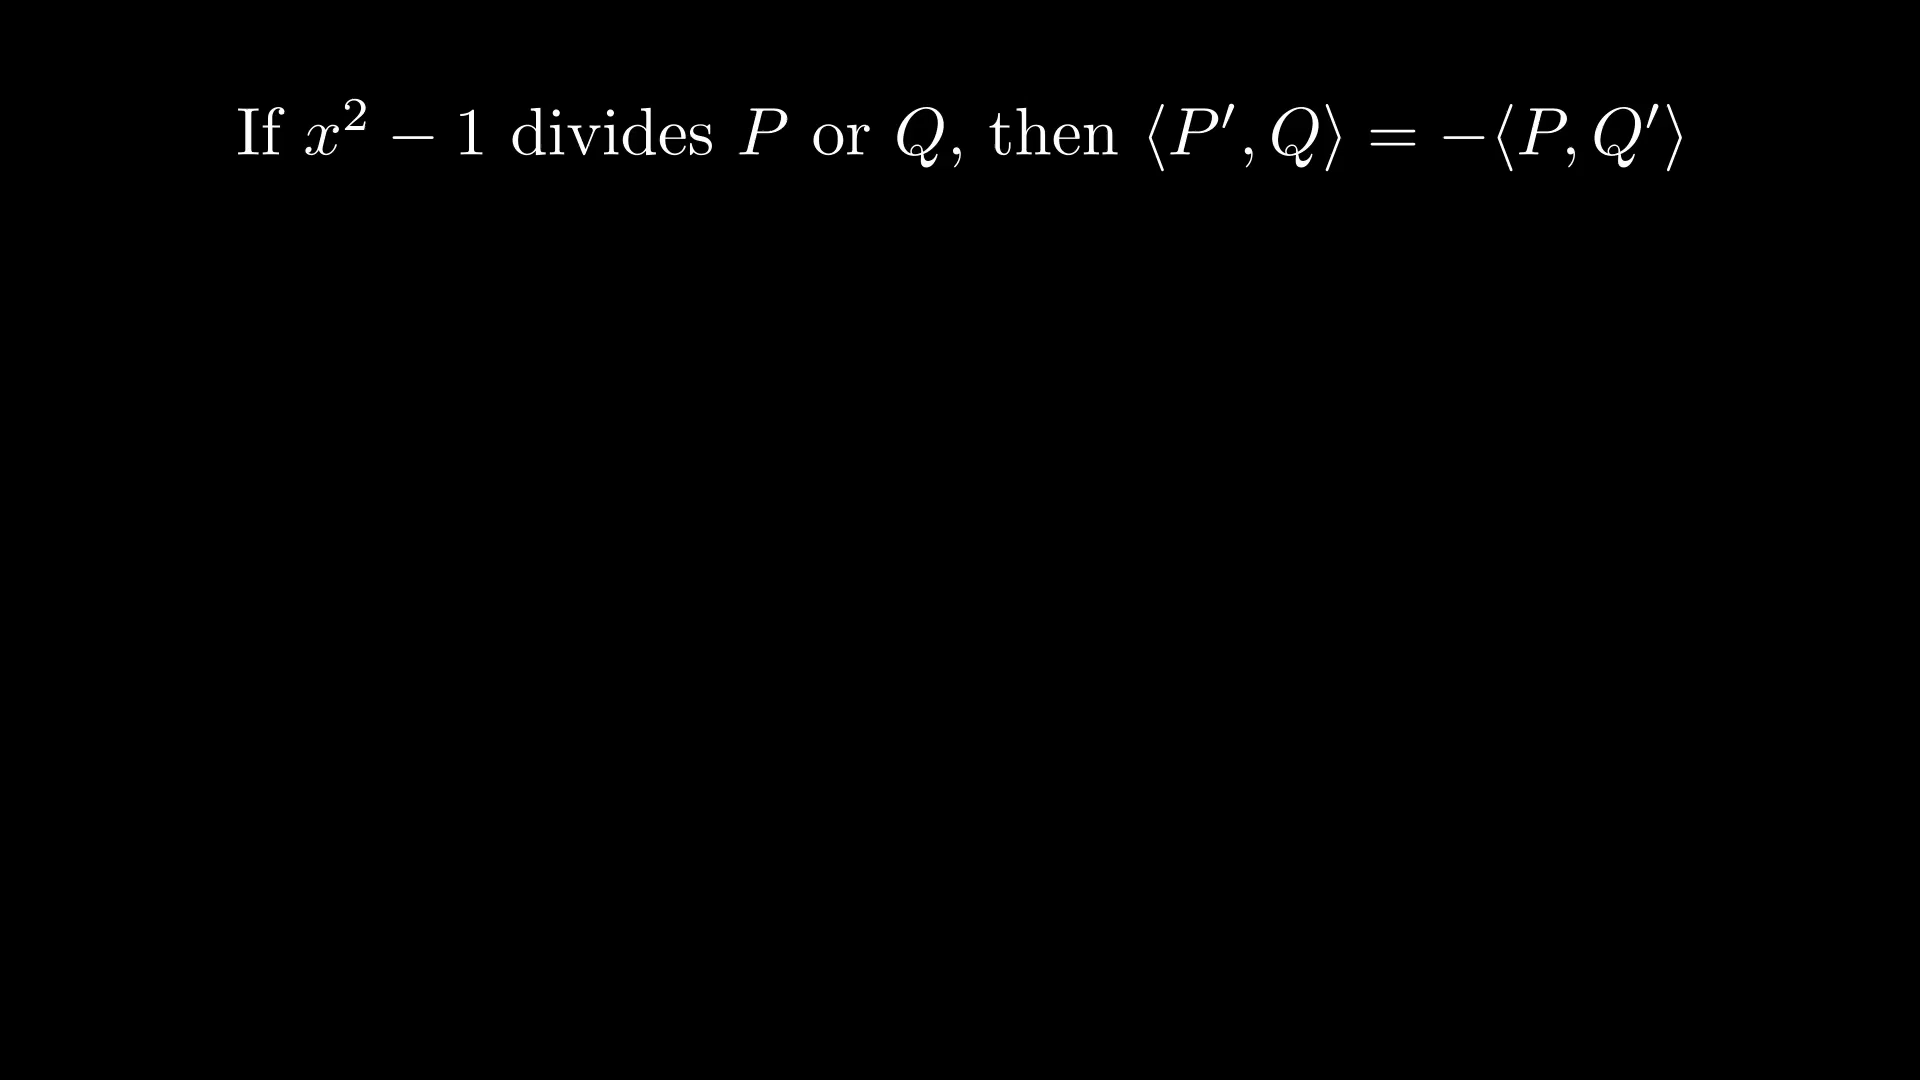 If x² − 1 divides P or Q, then ⟨P′, Q⟩ = −⟨P, Q′⟩